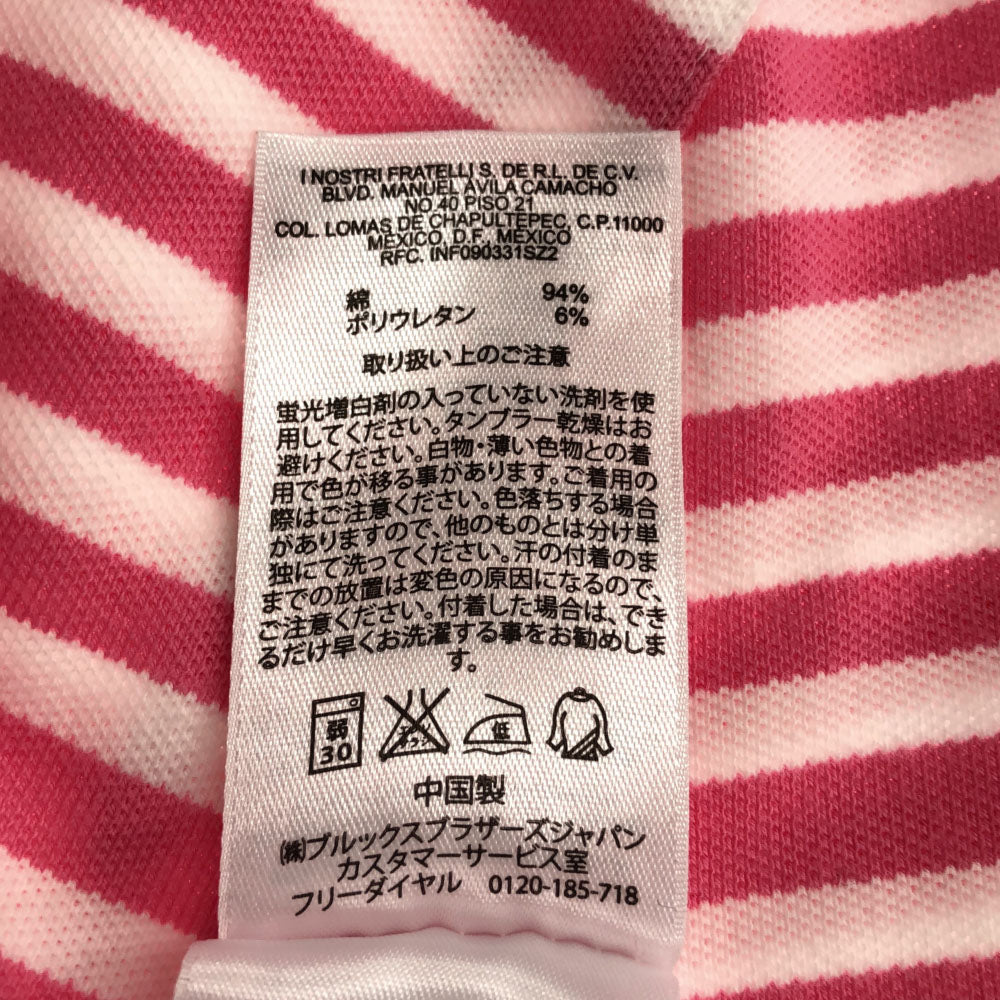 I NOSTRI FRATELLI S. DE R.L. DE C.V.
BLVD. MANUEL ÁVILA CAMACHO
NO.40 PISO 21
COL. LOMAS DE CHAPULTEPEC, C.P.11000
MÉXICO, D.F. MÉXICO
RFC. INF090331SZ2
綿 94%
ポリウレタン 6%
取り扱い上のご注意
蛍光増白剤の入っていない洗剤を使
用してください。タンブラー乾燥はお
避けください。白物・薄い色物との着
用で色が移る事があります。ご着用の
際はご注意ください。色落ちする場合
がありますので、他のものとは分け単
独にて洗ってください。汗の付着のま
までの放置は変色の原因になるので、
ご注意ください。付着した場合は、でき
るだけ早くお洗濯する事をお勧めしま
す。
弱 低
30
中国製
㈱ブルックスブラザーズジャパン
カスタマーサービス室
フリーダイヤル 0120-185-718